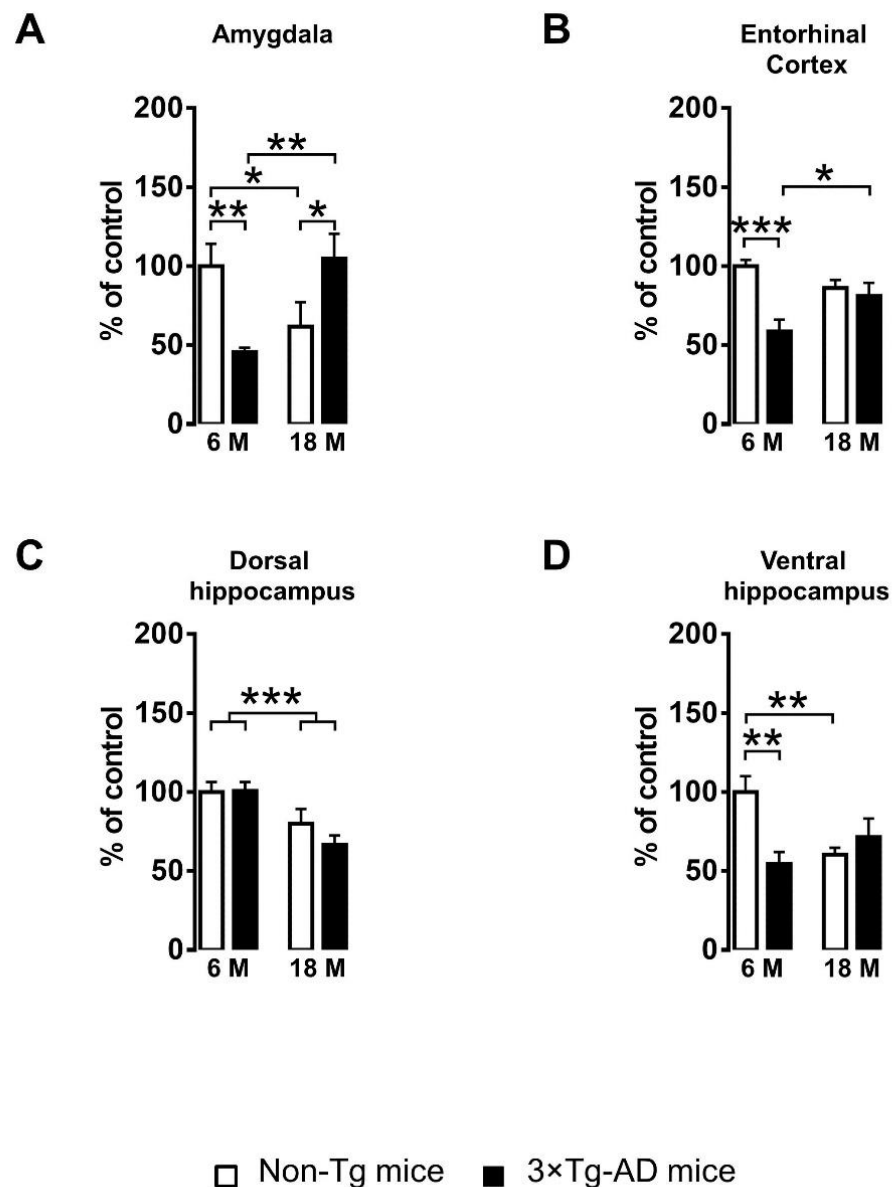 A
Amygdala
% of control
200
150
100
50
0
**
*
**
*
6 M
18 M
B
Entorhinal
Cortex
% of control
200
150
100
50
0
*
***
6 M
18 M
C
Dorsal
hippocampus
% of control
200
150
100
50
0
***
6 M
18 M
D
Ventral
hippocampus
% of control
200
150
100
50
0
**
**
6 M
18 M
Non-Tg mice
3×Tg-AD mice